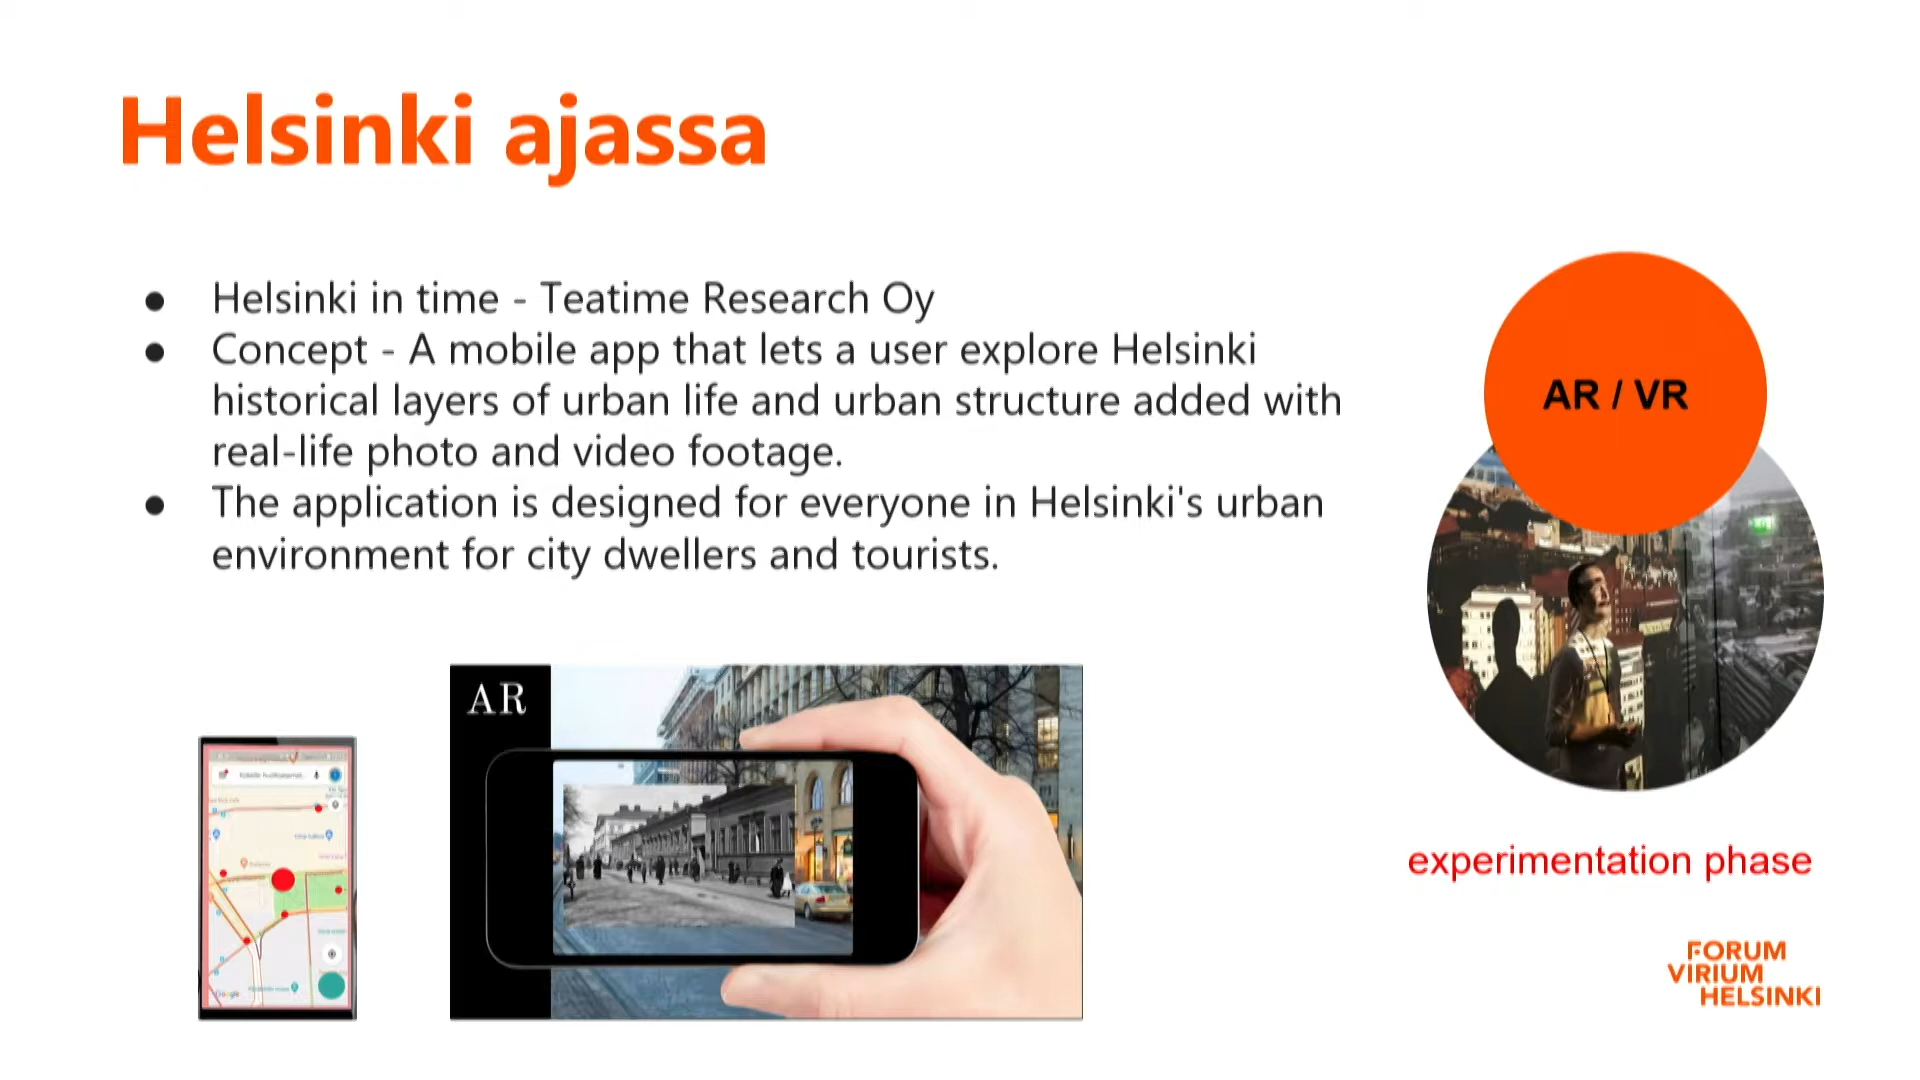 Helsinki ajassa
● Helsinki in time - Teatime Research Oy
● Concept - A mobile app that lets a user explore Helsinki
historical layers of urban life and urban structure added with
real-life photo and video footage.
● The application is designed for everyone in Helsinki's urban
environment for city dwellers and tourists.
AR / VR
AR
Google
experimentation phase
FORUM
VIRIUM
HELSINKI